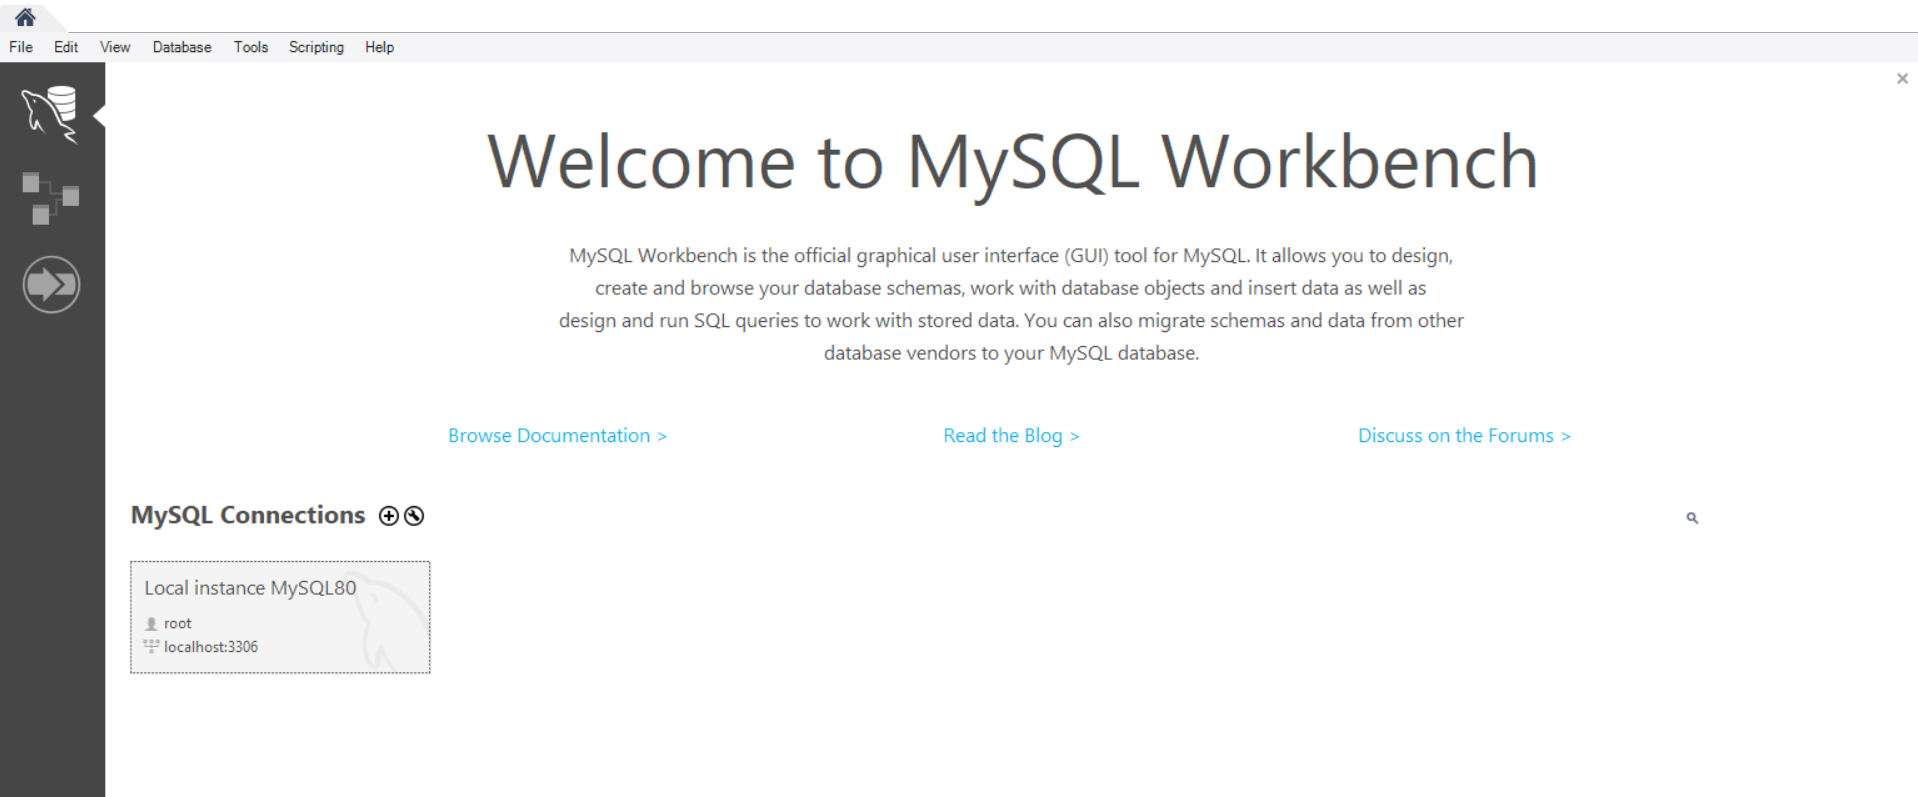 File Edit View Database Tools Scripting Help
Welcome to MySQL Workbench
MySQL Workbench is the official graphical user interface (GUI) tool for MySQL. It allows you to design,
create and browse your database schemas, work with database objects and insert data as well as
design and run SQL queries to work with stored data. You can also migrate schemas and data from other
database vendors to your MySQL database.
Browse Documentation > Read the Blog > Discuss on the Forums >
MySQL Connections
Local instance MySQL80
root
localhost:3306